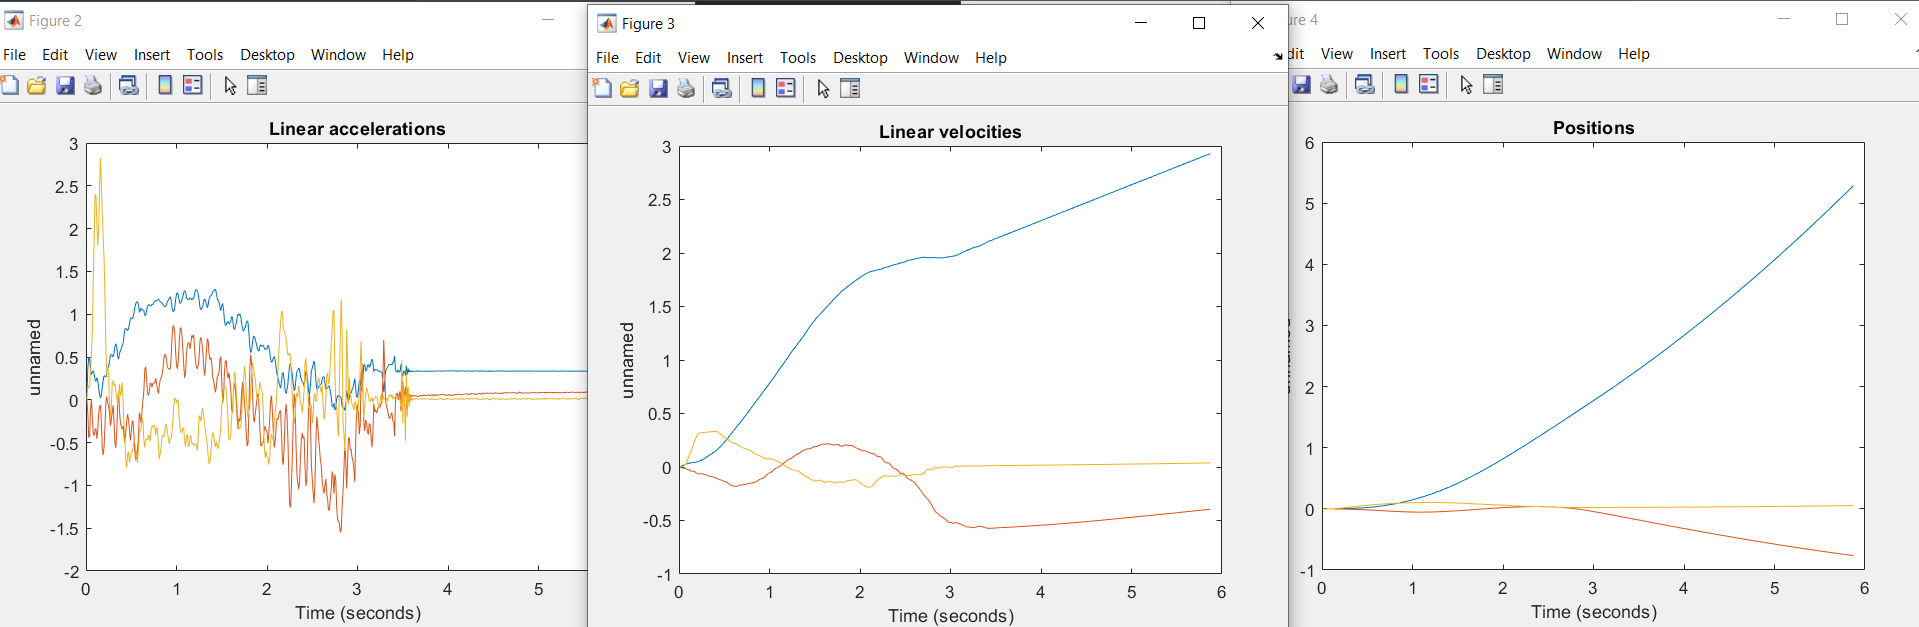 Figure 2
File Edit View Insert Tools Desktop Window Help
Linear accelerations
3
2.5
2
1.5
1
0.5
0
-0.5
-1
-1.5
-2
unnamed
0 1 2 3 4 5
Time (seconds)
Figure 3
File Edit View Insert Tools Desktop Window Help
Linear velocities
3
2.5
2
1.5
1
0.5
0
-0.5
-1
unnamed
0 1 2 3 4 5 6
Time (seconds)
ure 4
dit View Insert Tools Desktop Window Help
Positions
6
5
4
3
2
1
0
-1
0 1 2 3 4 5 6
Time (seconds)